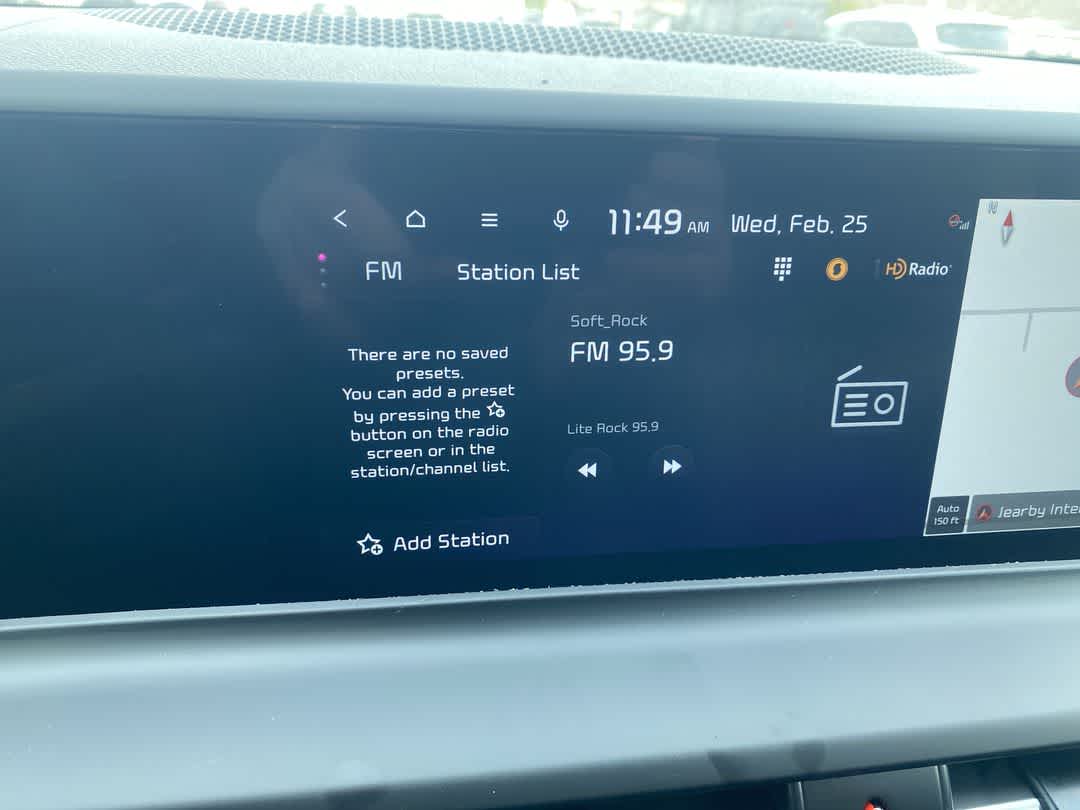 11:49 AM Wed, Feb. 25
FM Station List HD Radio
Soft_Rock
FM 95.9
There are no saved
presets.
You can add a preset
by pressing the
button on the radio
screen or in the
station/channel list.
Lite Rock 95.9
Add Station
N
Auto
150 ft